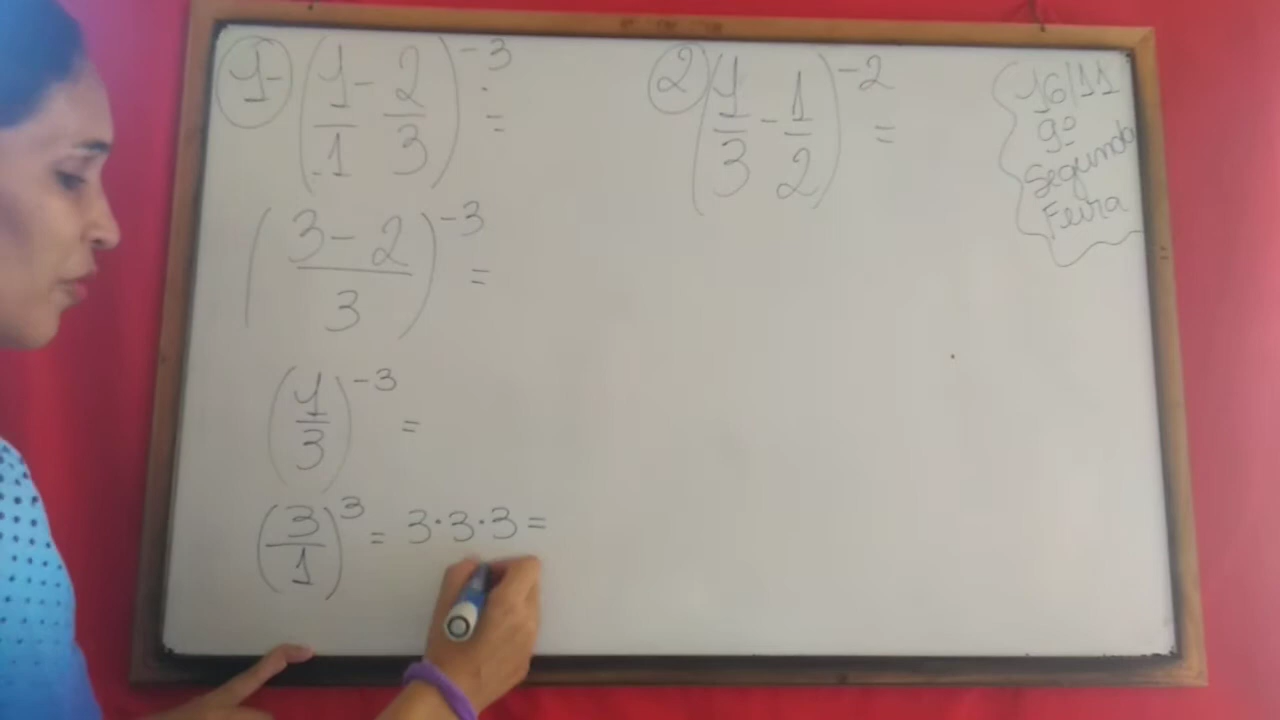 1- (1/1 - 2/3)^-3 =
((3 - 2)/3)^-3 =
(1/3)^-3 =
(3/1)^3 = 3·3·3 =
2 (1/3 - 1/2)^-2 =
16/11
9º
Segunda
Feira